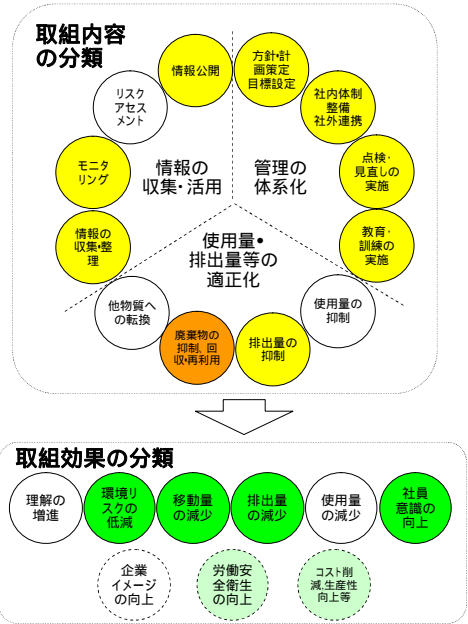 取組内容
の分類
情報公開
方針・計
画策定
目標設定
リスク
アセス
メント
社内体制
整備
社外連携
モニタ
リング
情報の
収集・活用
管理の
体系化
点検・
見直しの
実施
情報の
収集・整
理
使用量・
排出量等の
適正化
教育・
訓練の
実施
他物質へ
の転換
廃棄物の
抑制、回
収・再利用
排出量の
抑制
使用量の
抑制
取組効果の分類
理解の
増進
環境リ
スクの
低減
移動量
の減少
排出量
の減少
使用量
の減少
社員
意識の
向上
企業
イメージ
の向上
労働安
全衛生
の向上
コスト削
減、生産性
向上等